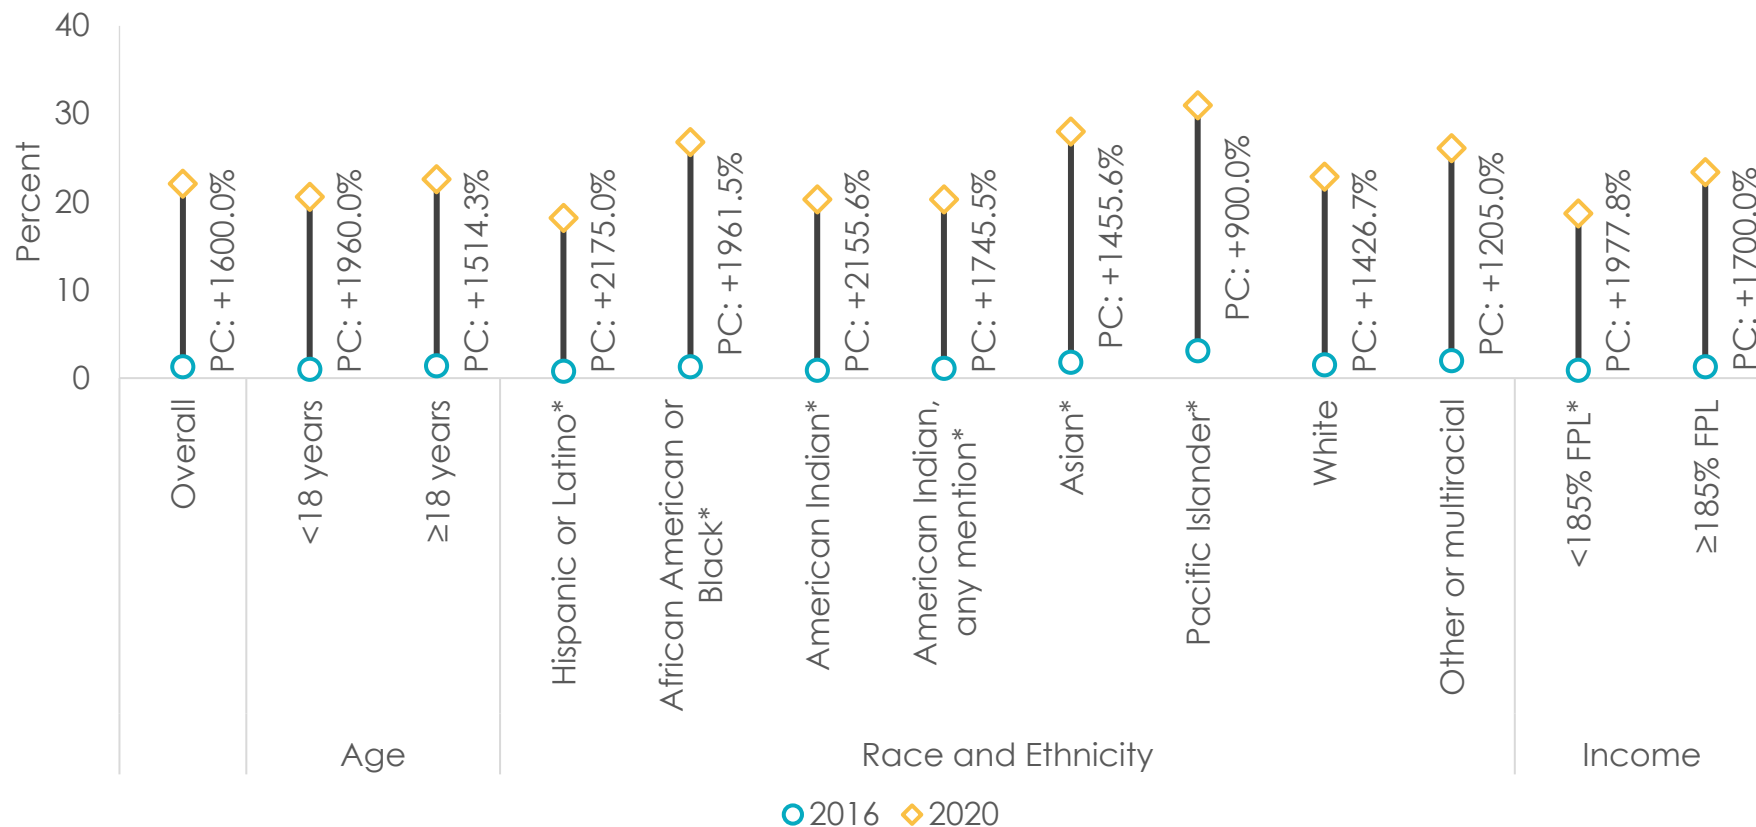 40
30
20
10
0
Percent
PC: +1600.0%
PC: +1960.0%
PC: +1514.3%
PC: +2175.0%
PC: +1961.5%
PC: +2155.6%
PC: +1745.5%
PC: +1455.6%
PC: +900.0%
PC: +1426.7%
PC: +1205.0%
PC: +1977.8%
PC: +1700.0%
Overall
<18 years
≥18 years
Hispanic or Latino*
African American or
Black*
American Indian*
American Indian,
any mention*
Asian*
Pacific Islander*
White
Other or multiracial
<185% FPL*
≥185% FPL
Age
Race and Ethnicity
Income
2016
2020